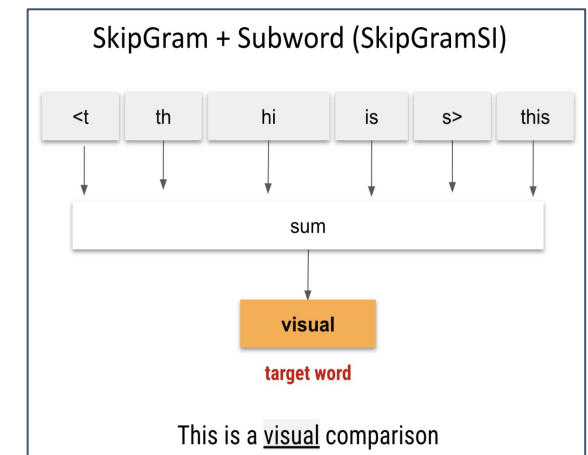 SkipGram + Subword (SkipGramSI)
<t th hi is s> this
sum
visual
target word
This is a visual comparison